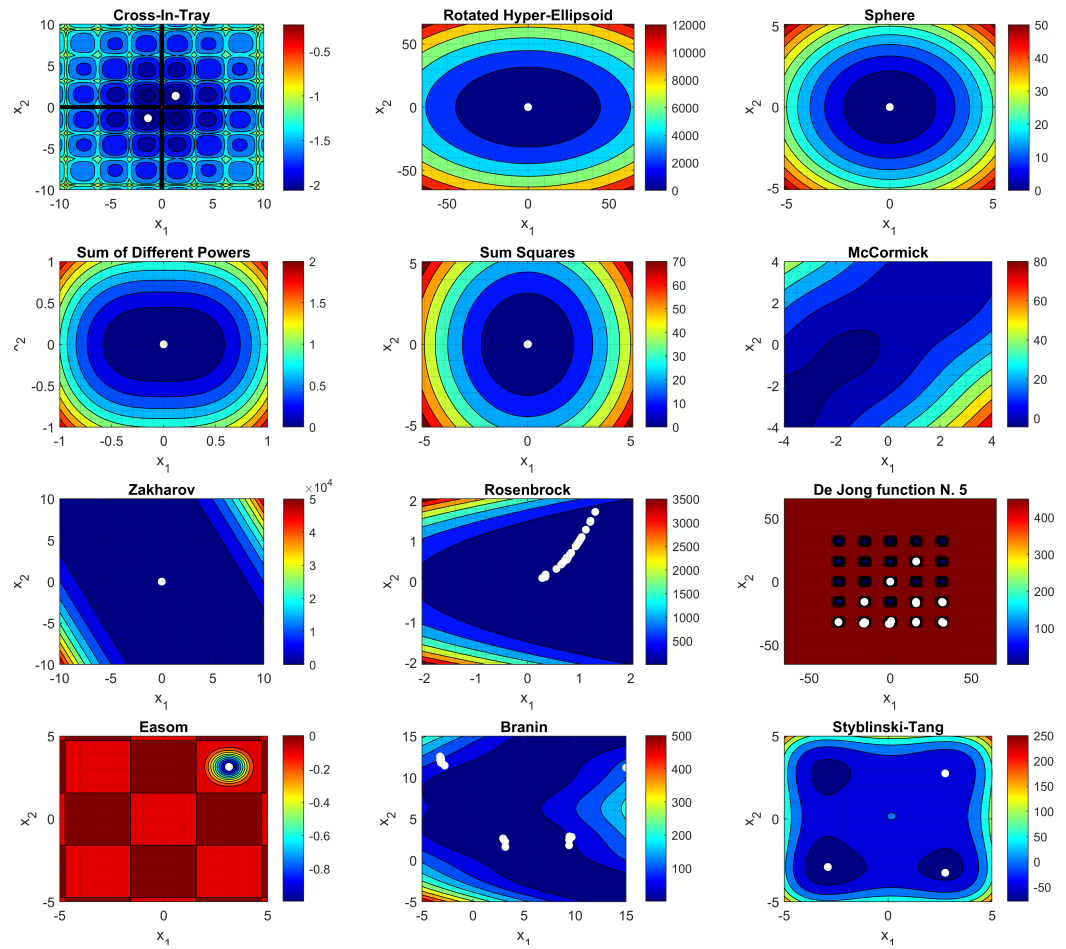 Cross-In-Tray
10
5
0
-5
-10
x2
-10 -5 0 5 10
x1
-0.5
-1
-1.5
-2
Rotated Hyper-Ellipsoid
50
0
-50
x2
-50 0 50
x1
12000
10000
8000
6000
4000
2000
0
Sphere
5
0
-5
x2
-5 0 5
x1
50
40
30
20
10
0
Sum of Different Powers
1
0.5
0
-0.5
-1
2
-1 -0.5 0 0.5 1
x1
2
1.5
1
0.5
0
Sum Squares
5
0
-5
x2
-5 0 5
x1
70
60
50
40
30
20
10
0
McCormick
4
2
0
-2
-4
x2
-4 -2 0 2 4
x1
80
60
40
20
0
Zakharov
10
5
0
-5
-10
x2
-10 -5 0 5 10
x1
×10^4
5
4
3
2
1
0
Rosenbrock
2
1
0
-1
-2
x2
-2 -1 0 1 2
x1
3500
3000
2500
2000
1500
1000
500
De Jong function N. 5
50
0
-50
x2
-50 0 50
x1
400
300
200
100
Easom
5
0
-5
x2
-5 0 5
x1
0
-0.2
-0.4
-0.6
-0.8
Branin
15
10
5
0
-5
x2
-5 0 5 10 15
x1
500
400
300
200
100
Styblinski-Tang
5
0
-5
x2
-5 0 5
x1
250
200
150
100
50
0
-50